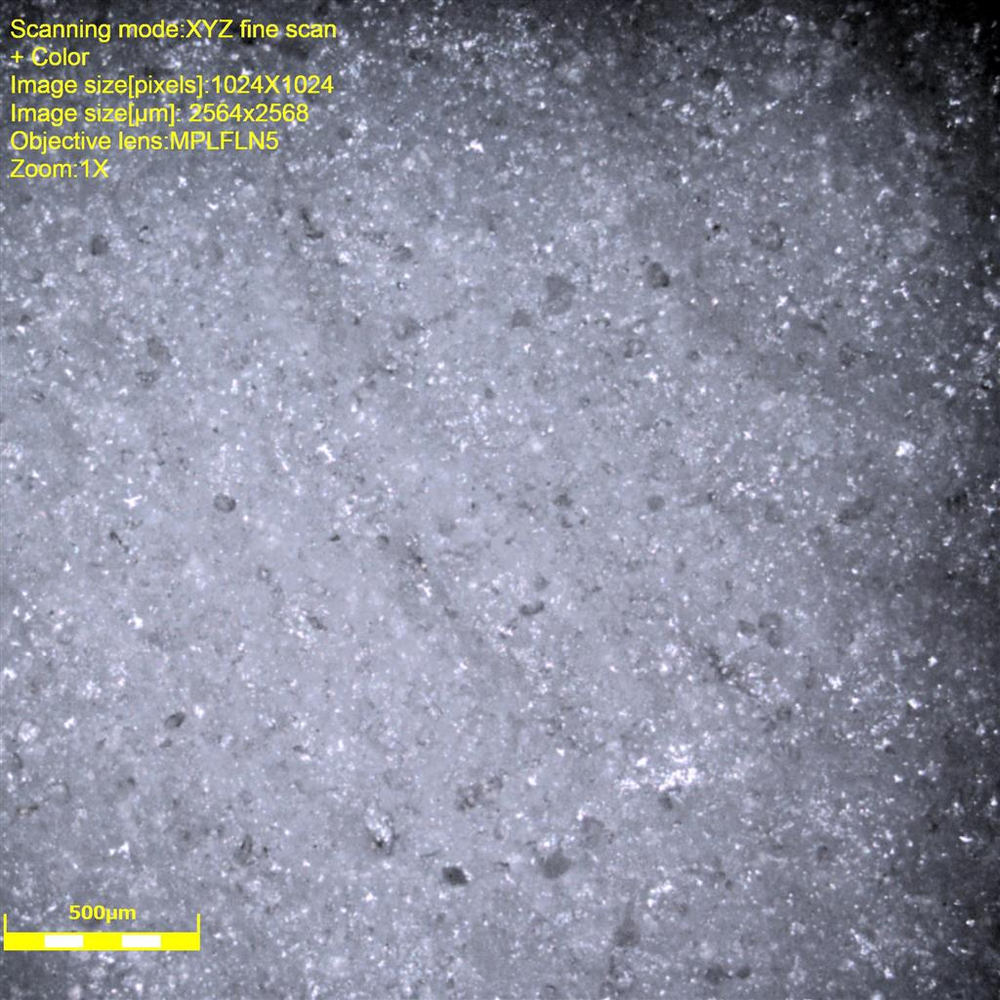 Scanning mode:XYZ fine scan
+ Color
Image size[pixels]:1024X1024
Image size[µm]: 2564x2568
Objective lens:MPLFLN5
Zoom:1X
500µm